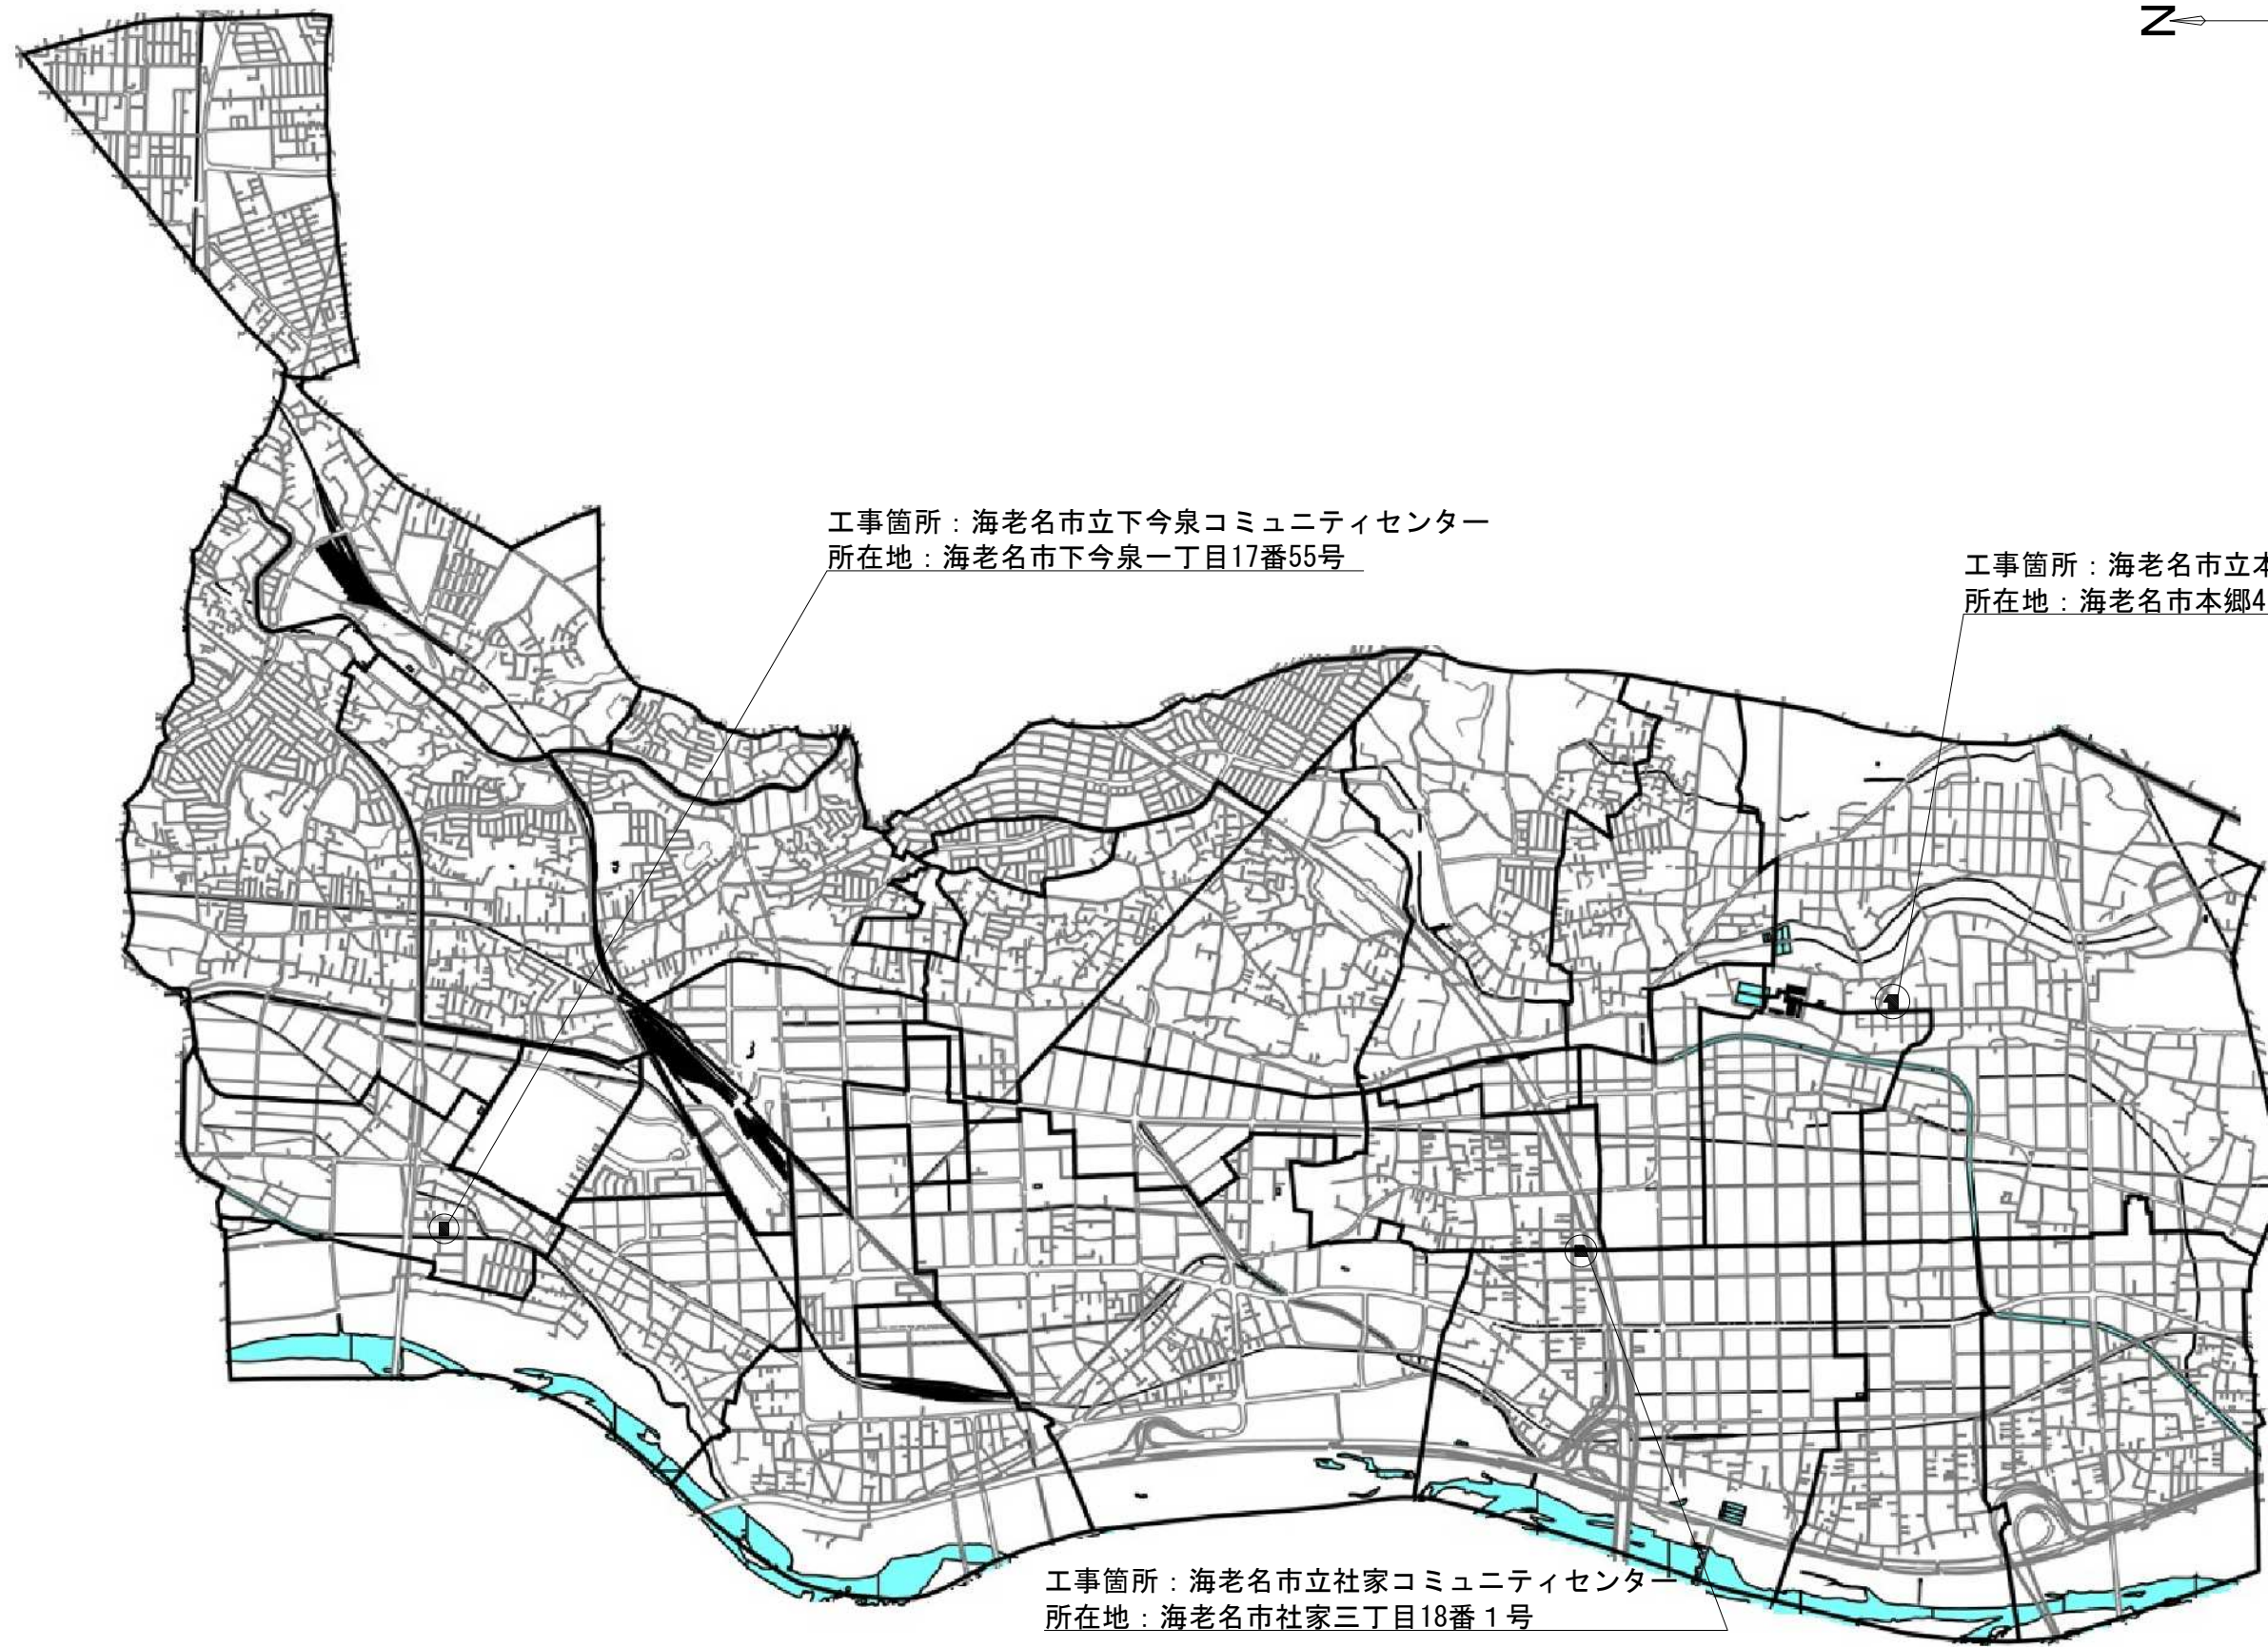 N
工事箇所：海老名市立下今泉コミュニティセンター
所在地：海老名市下今泉一丁目17番55号
工事箇所：海老名市立本
所在地：海老名市本郷4
工事箇所：海老名市立社家コミュニティセンター
所在地：海老名市社家三丁目18番１号